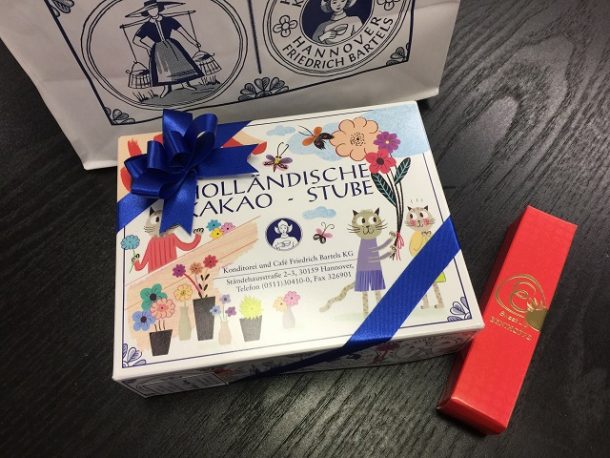 HANNOVER
FRIEDRICH BARTELS
HOLLÄNDISCHE
KAKAO - STUBE
Konditorei und Café Friedrich Bartels KG
Ständehausstraße 2-3, 30159 Hannover,
Telefon (0511)30410-0, Fax 326901